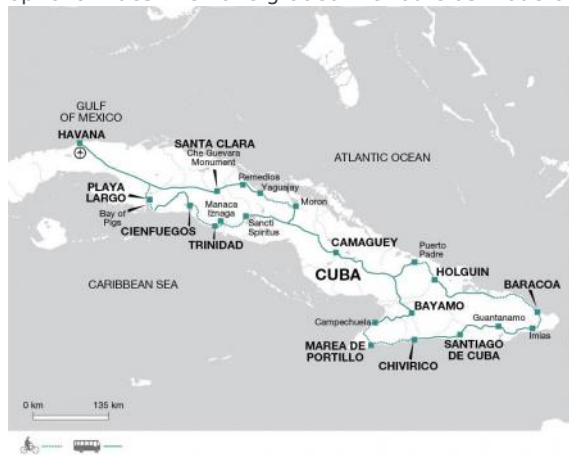 GULF
OF MEXICO
HAVANA
SANTA CLARA
Che Guevara
Monument
ATLANTIC OCEAN
Remedios
Yaguajay
PLAYA
LARGO
Manaca
Iznaga
Moron
Bay of
Pigs
Sancti
Spiritus
CIENFUEGOS
TRINIDAD
CAMAGUEY
Puerto
Padre
CUBA
HOLGUIN
CARIBBEAN SEA
BARACOA
BAYAMO
Campechuela
Guantanamo
MAREA DE
PORTILLO
SANTIAGO
DE CUBA
Imias
CHIVIRICO
0 km
135 km